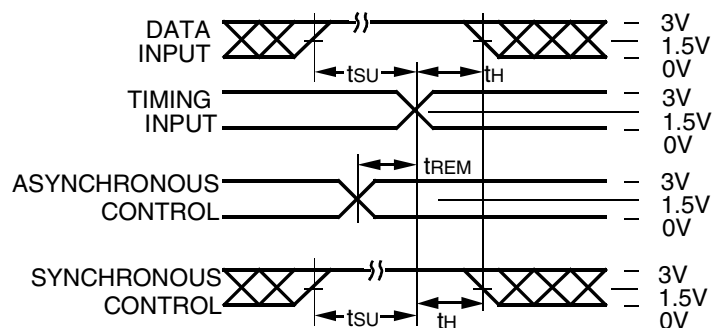 DATA
INPUT
tSU
tH
3V
1.5V
0V
TIMING
INPUT
3V
1.5V
0V
tREM
ASYNCHRONOUS
CONTROL
3V
1.5V
0V
SYNCHRONOUS
CONTROL
tSU
tH
3V
1.5V
0V